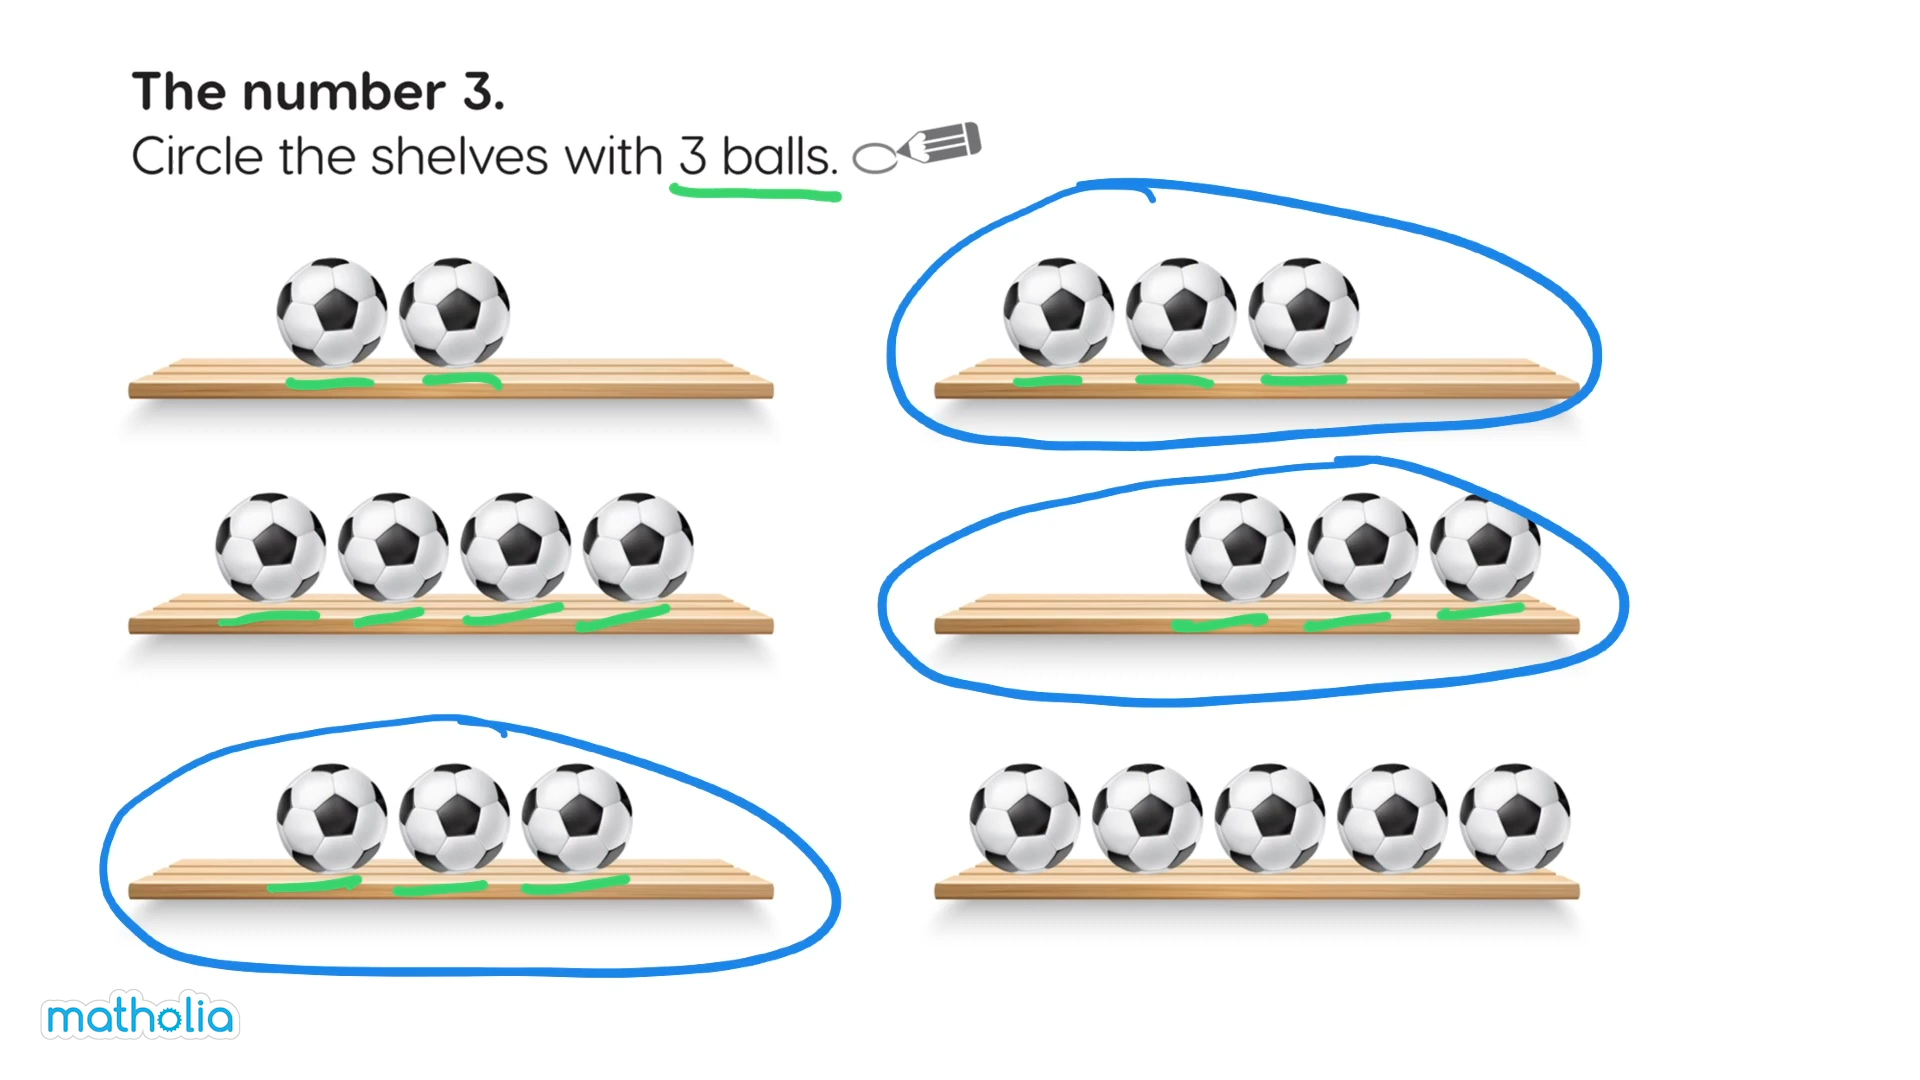 The number 3.
Circle the shelves with 3 balls.
matholia